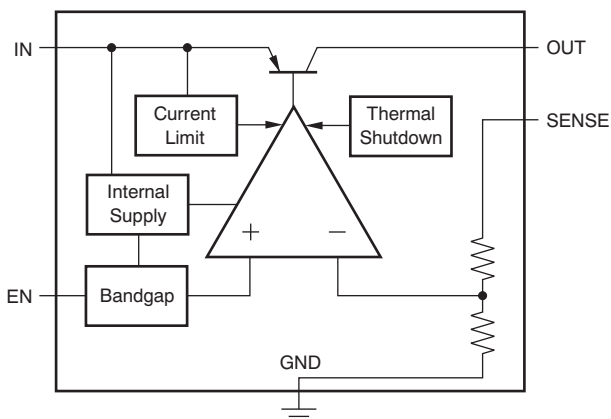 IN
OUT
Current
Limit
Thermal
Shutdown
SENSE
Internal
Supply
+
−
EN
Bandgap
GND